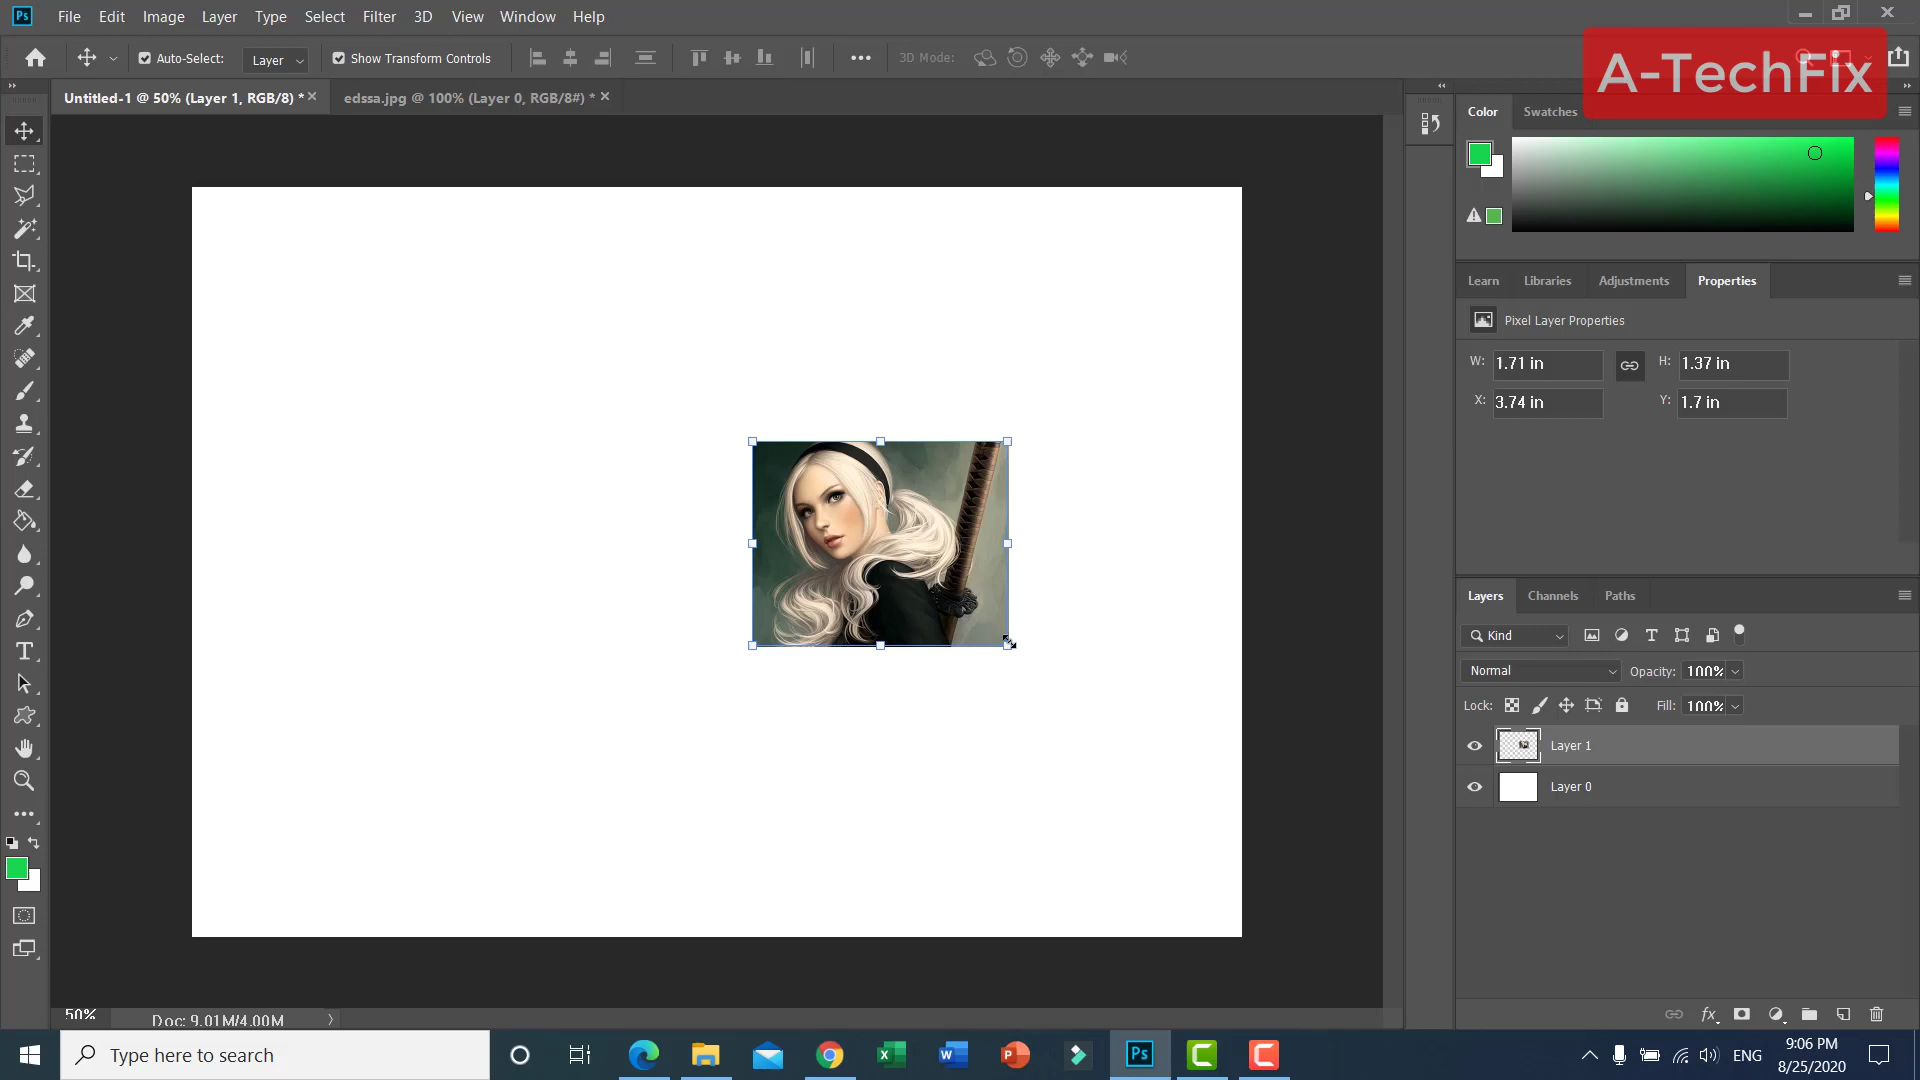 Ps File Edit Image Layer Type Select Filter 3D View Window Help
Auto-Select: Layer Show Transform Controls 3D Mode:
A-TechFix
Untitled-1 @ 50% (Layer 1, RGB/8) * edssa.jpg @ 100% (Layer 0, RGB/8#) *
Color Swatches
Learn Libraries Adjustments Properties
Pixel Layer Properties
W: 1.71 in H: 1.37 in
X: 3.74 in Y: 1.7 in
Layers Channels Paths
Kind
Normal Opacity: 100%
Lock: Fill: 100%
Layer 1
Layer 0
fx
50% Doc: 9.01M/4.00M
Type here to search
Ps
ENG
9:06 PM
8/25/2020